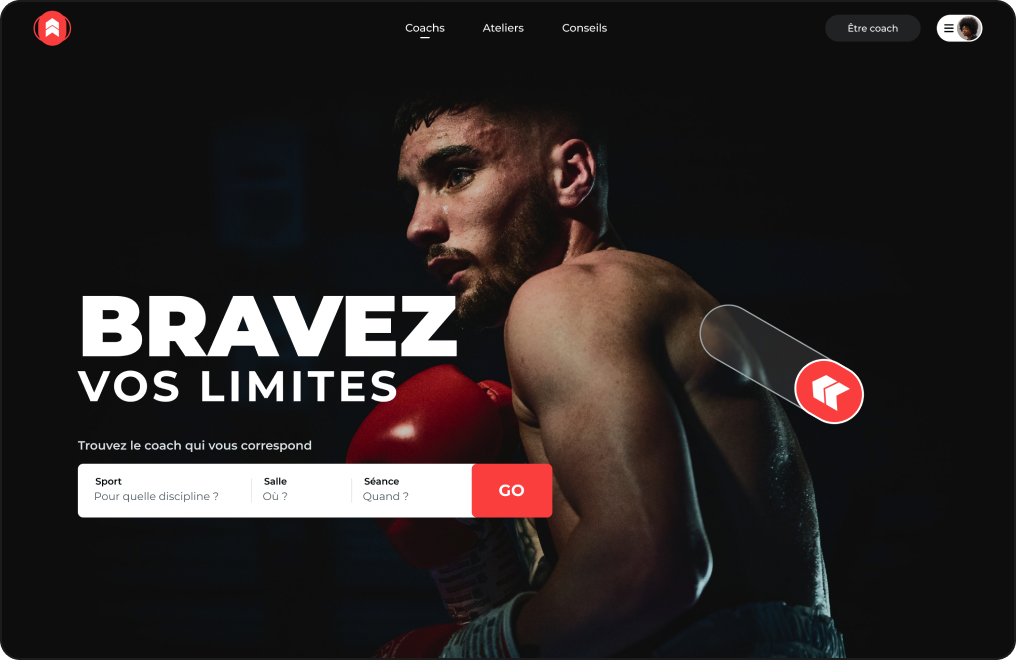 Coachs Ateliers Conseils Être coach
BRAVEZ
VOS LIMITES
Trouvez le coach qui vous correspond
Sport Salle Séance
Pour quelle discipline ? Où ? Quand ?
GO